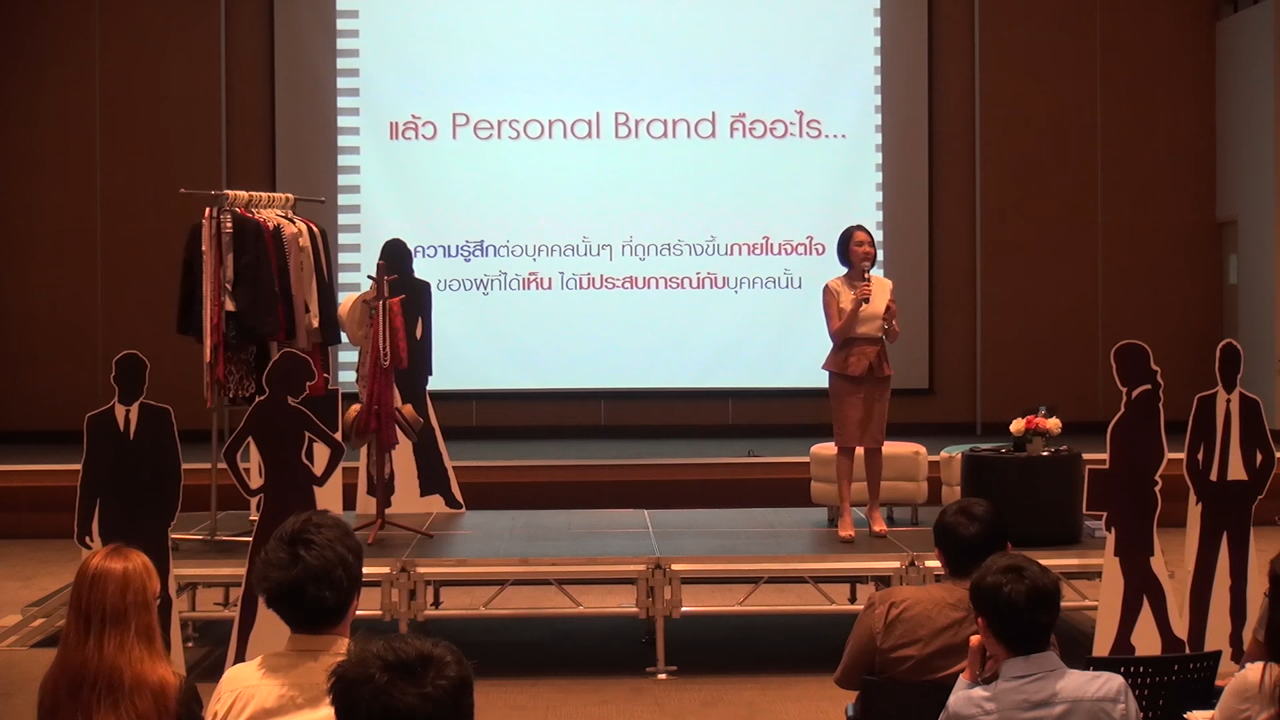 แล้ว Personal Brand คืออะไร...
ความรู้สึกต่อบุคคลนั้นๆ ที่ถูกสร้างขึ้นภายในจิตใจ
ของผู้ที่ได้เห็น ได้มีประสบการณ์กับบุคคลนั้น